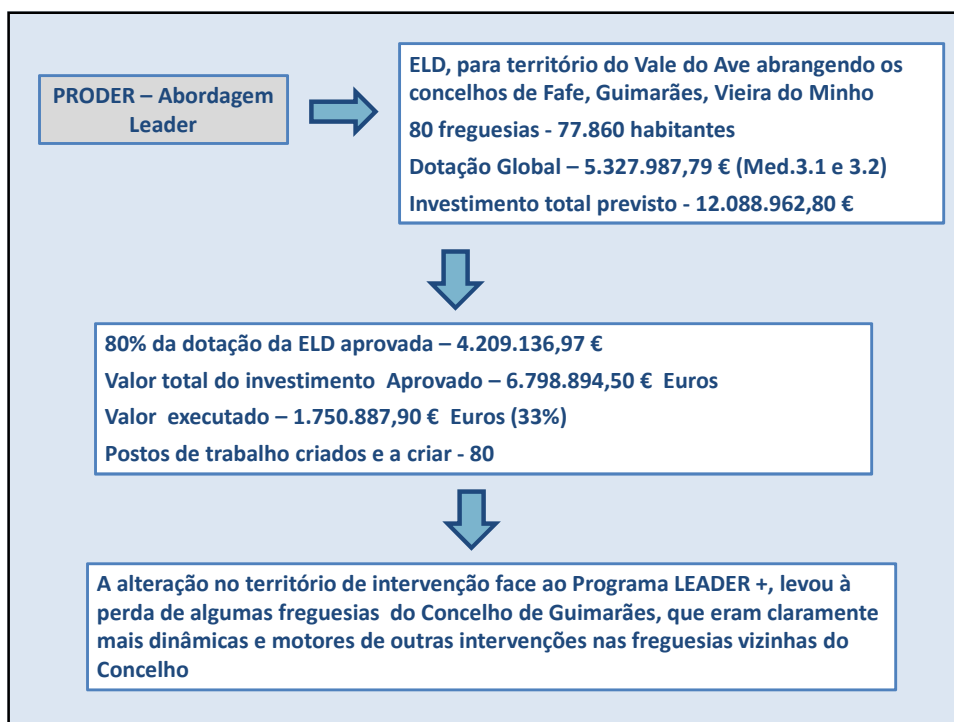 PRODER – Abordagem
Leader
ELD, para território do Vale do Ave abrangendo os
concelhos de Fafe, Guimarães, Vieira do Minho
80 freguesias - 77.860 habitantes
Dotação Global – 5.327.987,79 € (Med.3.1 e 3.2)
Investimento total previsto - 12.088.962,80 €
80% da dotação da ELD aprovada – 4.209.136,97 €
Valor total do investimento Aprovado – 6.798.894,50 € Euros
Valor executado – 1.750.887,90 € Euros (33%)
Postos de trabalho criados e a criar - 80
A alteração no território de intervenção face ao Programa LEADER +, levou à
perda de algumas freguesias do Concelho de Guimarães, que eram claramente
mais dinâmicas e motores de outras intervenções nas freguesias vizinhas do
Concelho